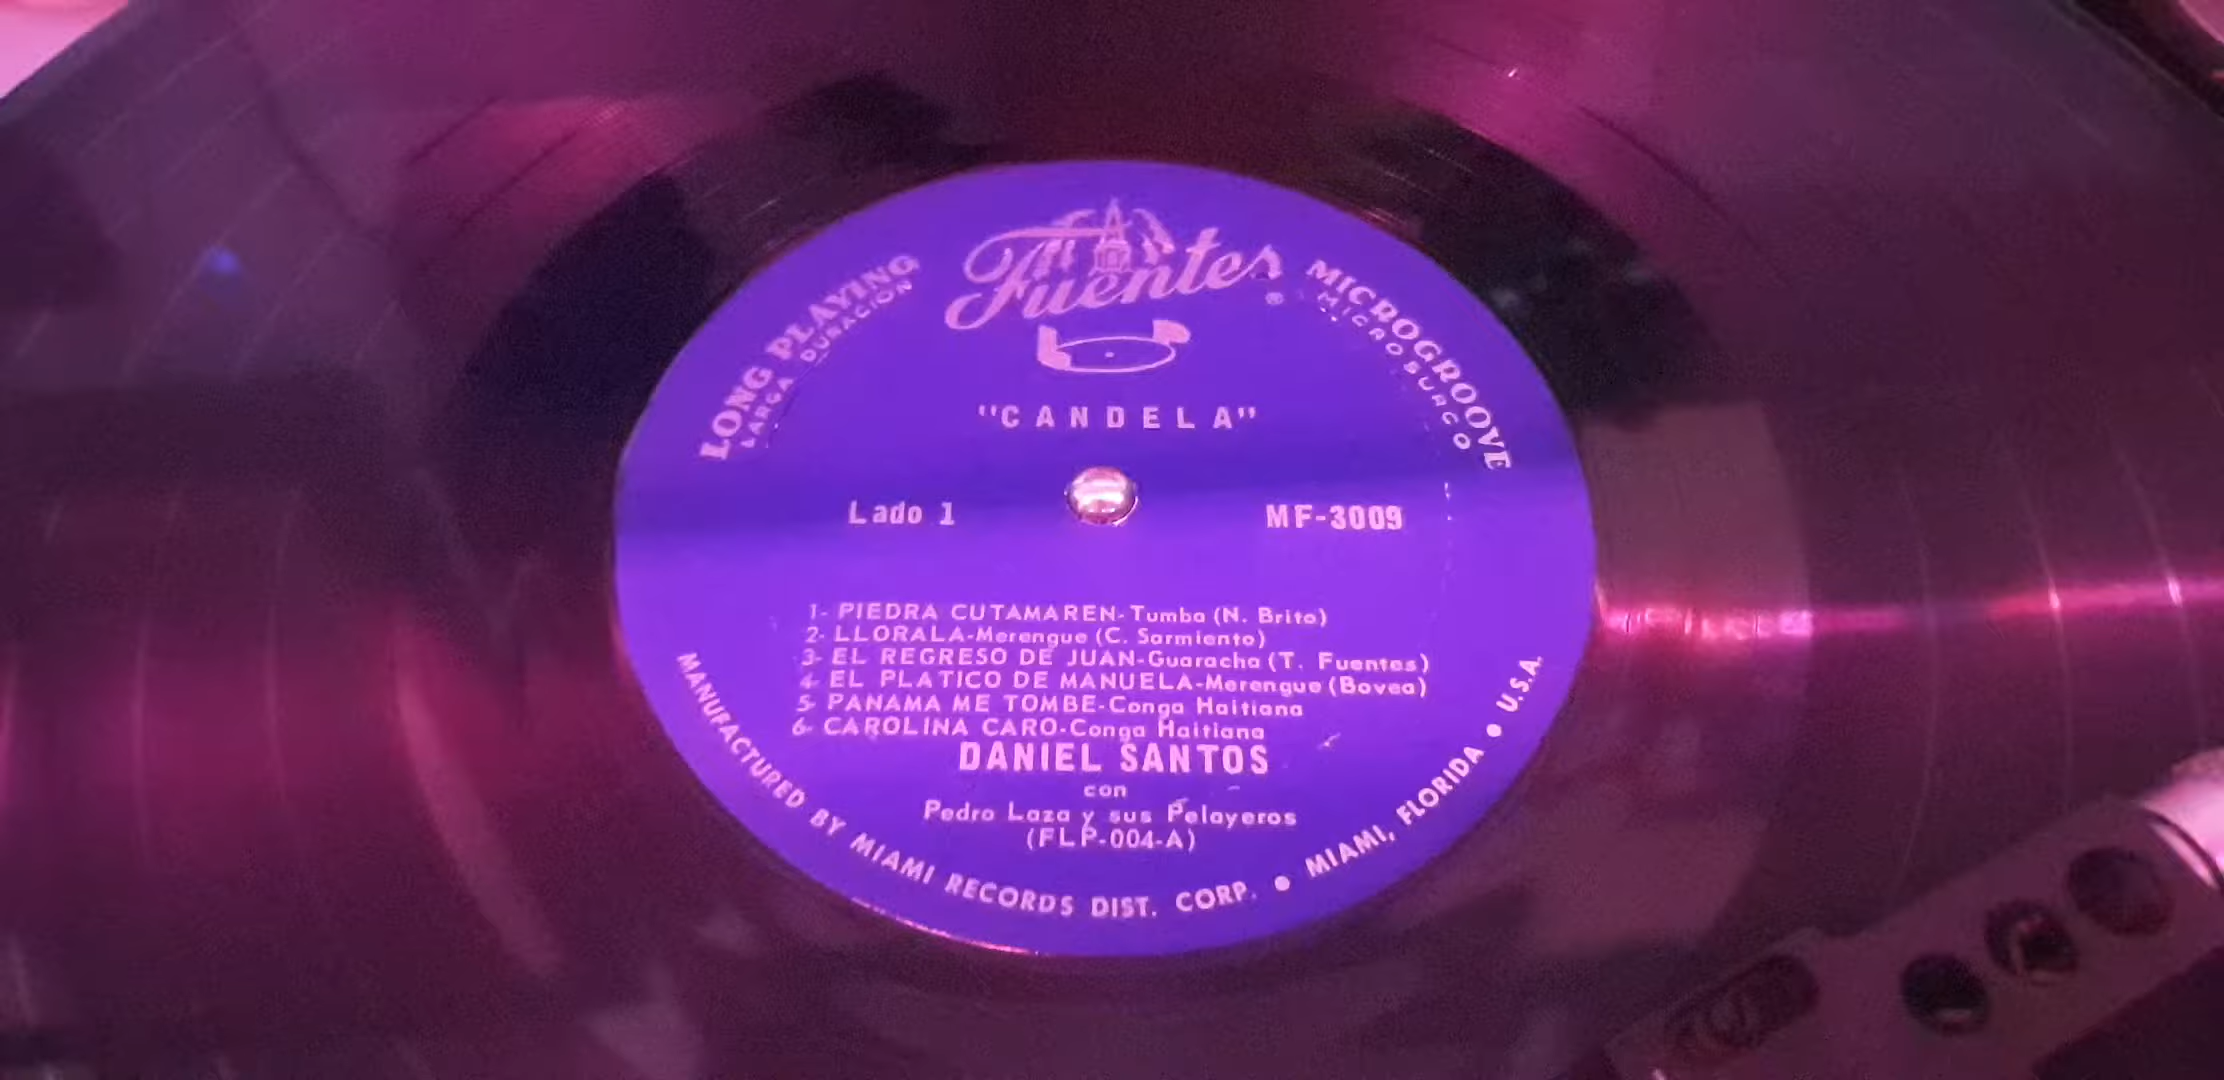 Fuentes ®
LONG PLAYING
LARGA DURACION
MICROGROOVE
MICRO SURCO
"CANDELA"
Lado 1
MF-3009
1- PIEDRA CUTAMAREN-Tumba (N. Brito)
2- LLORALA-Merengue (C. Sarmiento)
3- EL REGRESO DE JUAN-Guaracha (T. Fuentes)
4- EL PLATICO DE MANUELA-Merengue (Bovea)
5- PANAMA ME TOMBE-Conga Haitiana
6- CAROLINA CARO-Conga Haitiana
DANIEL SANTOS
con
Pedro Laza y sus Pelayeros
(FLP-004-A)
MANUFACTURED BY MIAMI RECORDS DIST. CORP. • MIAMI, FLORIDA • U.S.A.